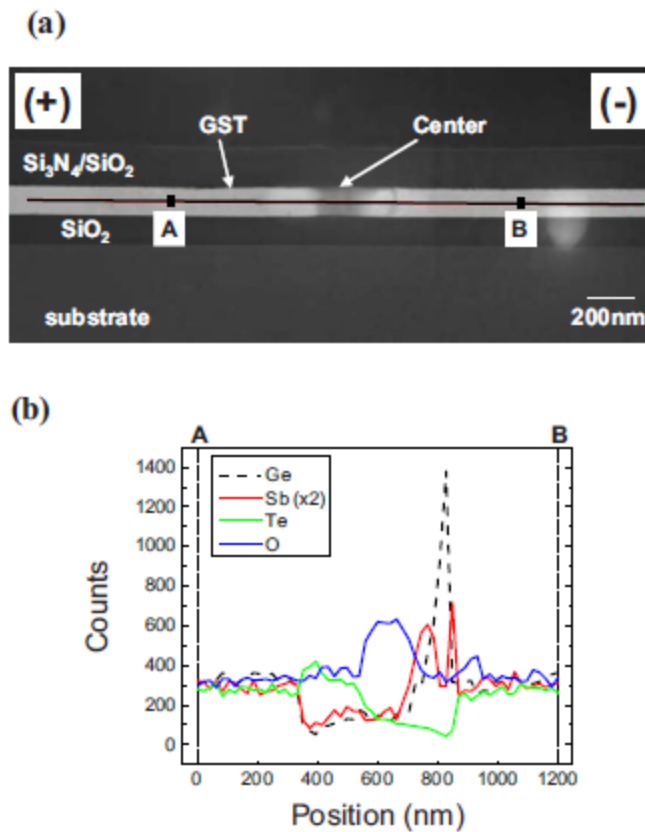 (a)
(+) (-)
GST Center
Si₃N₄/SiO₂
SiO₂ A B
substrate 200nm
(b)
A B
Ge
Sb (x2)
Te
O
1400
1200
1000
800
600
400
200
0
Counts
0 200 400 600 800 1000 1200
Position (nm)